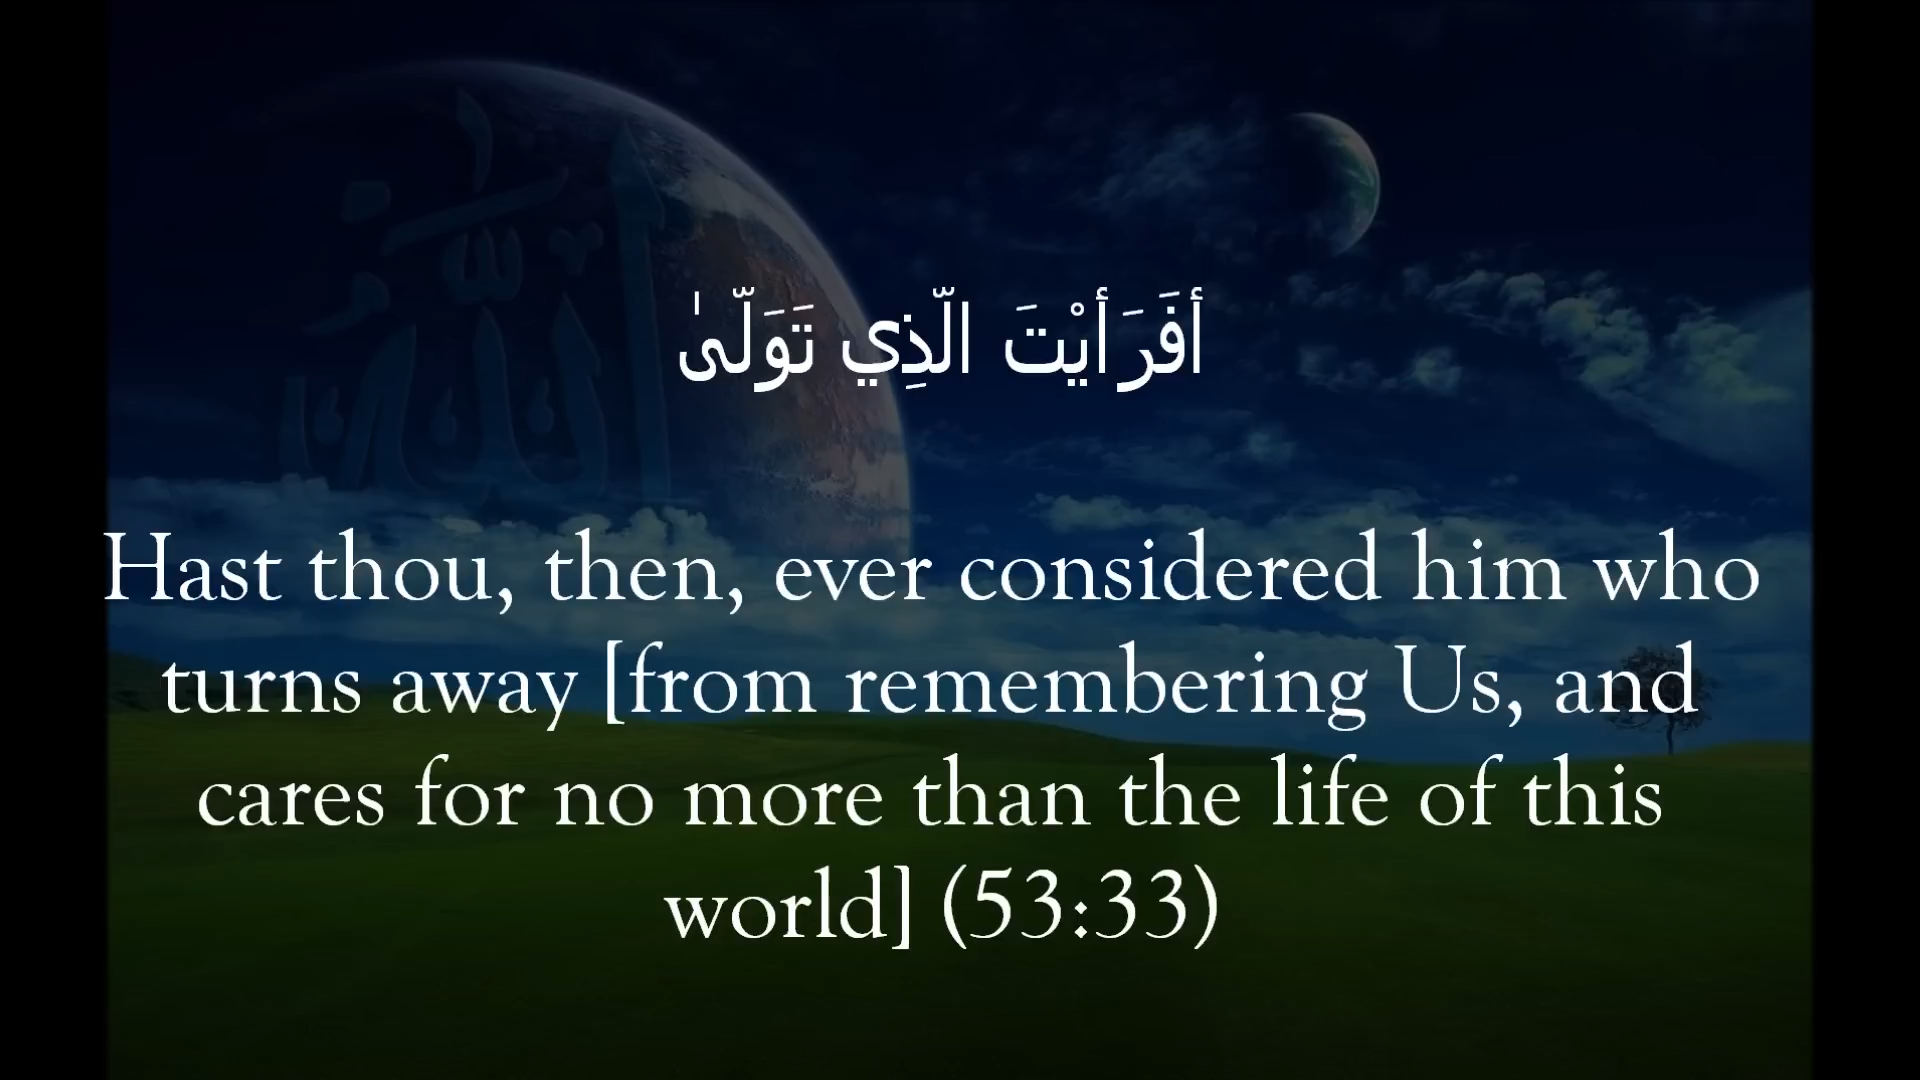 أَفَرَأَيْتَ الَّذِي تَوَلَّىٰ
Hast thou, then, ever considered him who
turns away [from remembering Us, and
cares for no more than the life of this
world] (53:33)